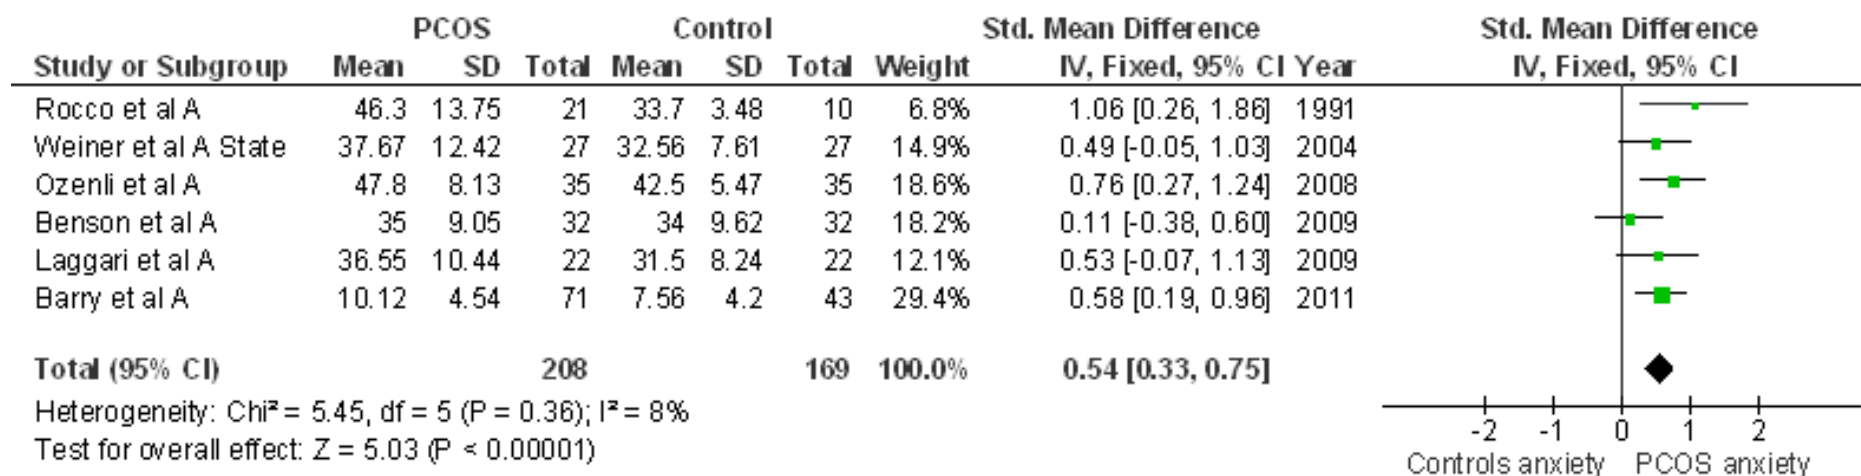 PCOS Control Std. Mean Difference Std. Mean Difference
Study or Subgroup Mean SD Total Mean SD Total Weight IV, Fixed, 95% CI Year IV, Fixed, 95% CI
Rocco et al A 46.3 13.75 21 33.7 3.48 10 6.8% 1.06 [0.26, 1.86] 1991
Weiner et al A State 37.67 12.42 27 32.56 7.61 27 14.9% 0.49 [-0.05, 1.03] 2004
Ozenli et al A 47.8 8.13 35 42.5 5.47 35 18.6% 0.76 [0.27, 1.24] 2008
Benson et al A 35 9.05 32 34 9.62 32 18.2% 0.11 [-0.38, 0.60] 2009
Laggari et al A 36.55 10.44 22 31.5 8.24 22 12.1% 0.53 [-0.07, 1.13] 2009
Barry et al A 10.12 4.54 71 7.56 4.2 43 29.4% 0.58 [0.19, 0.96] 2011
Total (95% CI) 208 169 100.0% 0.54 [0.33, 0.75]
Heterogeneity: Chi² = 5.45, df = 5 (P = 0.36); I² = 8%
Test for overall effect: Z = 5.03 (P < 0.00001)
-2 -1 0 1 2
Controls anxiety PCOS anxiety